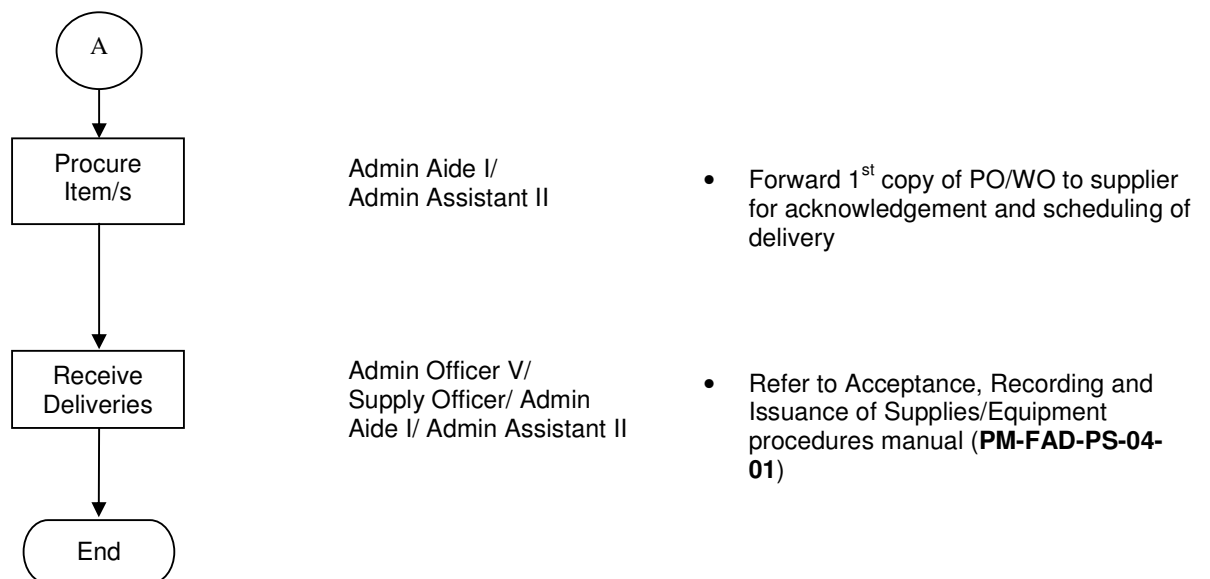 A
Procure
Item/s
Admin Aide I/
Admin Assistant II
• Forward 1st copy of PO/WO to supplier
for acknowledgement and scheduling of
delivery
Receive
Deliveries
Admin Officer V/
Supply Officer/ Admin
Aide I/ Admin Assistant II
• Refer to Acceptance, Recording and
Issuance of Supplies/Equipment
procedures manual (PM-FAD-PS-04-
01)
End